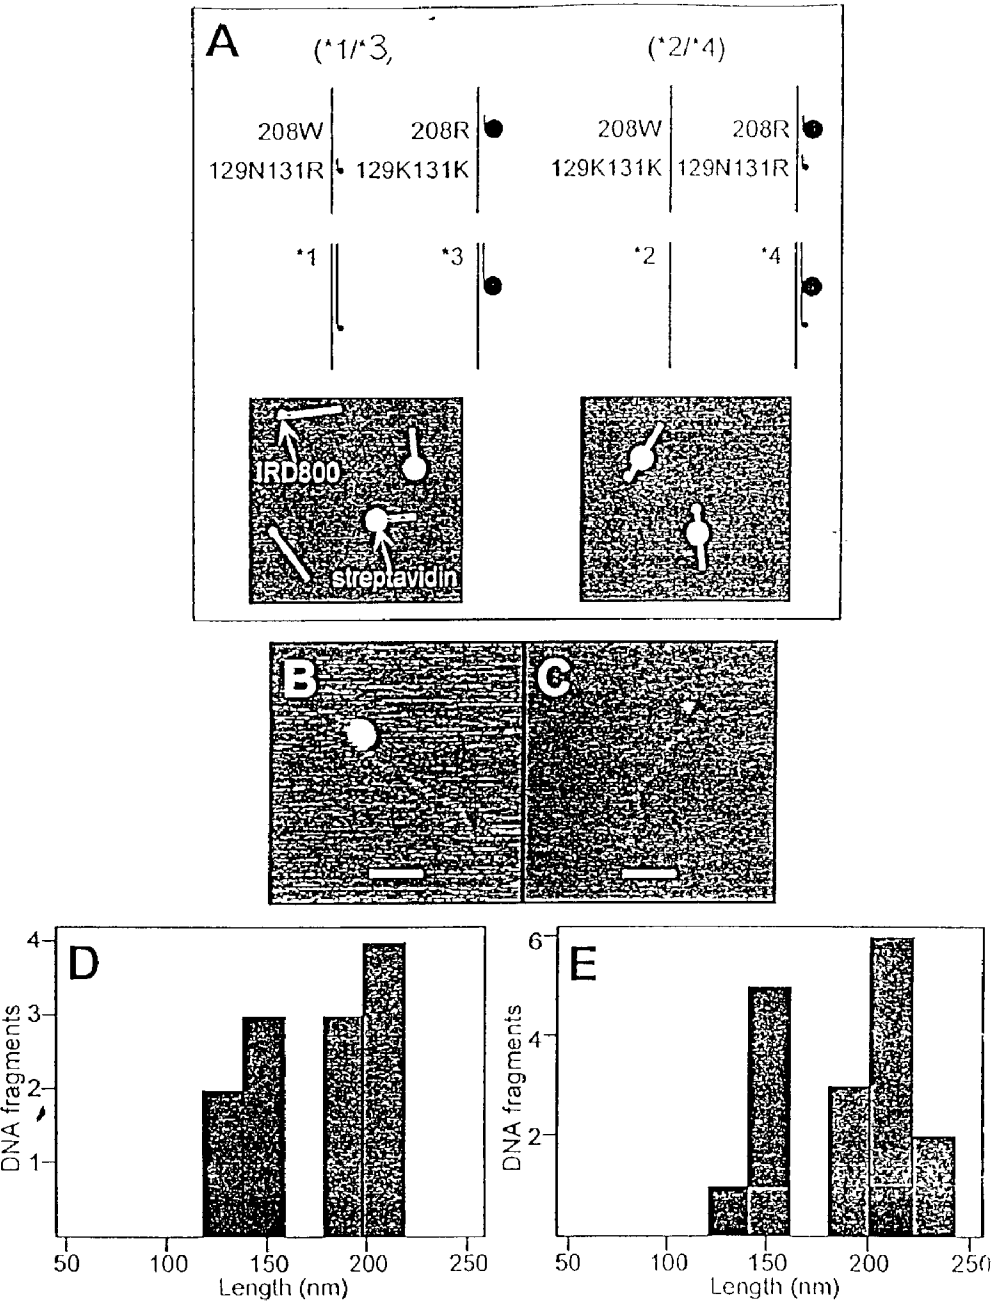 A
(*1/*3,
(*2/*4)
208W 208R 208W 208R
129N131R 129K131K 129K131K 129N131R
*1 *3 *2 *4
IRD800
streptavidin
B C
D
4
3
2
1
DNA fragments
50 100 150 200 250
Length (nm)
E
6
4
2
DNA fragments
50 100 150 200 250
Length (nm)